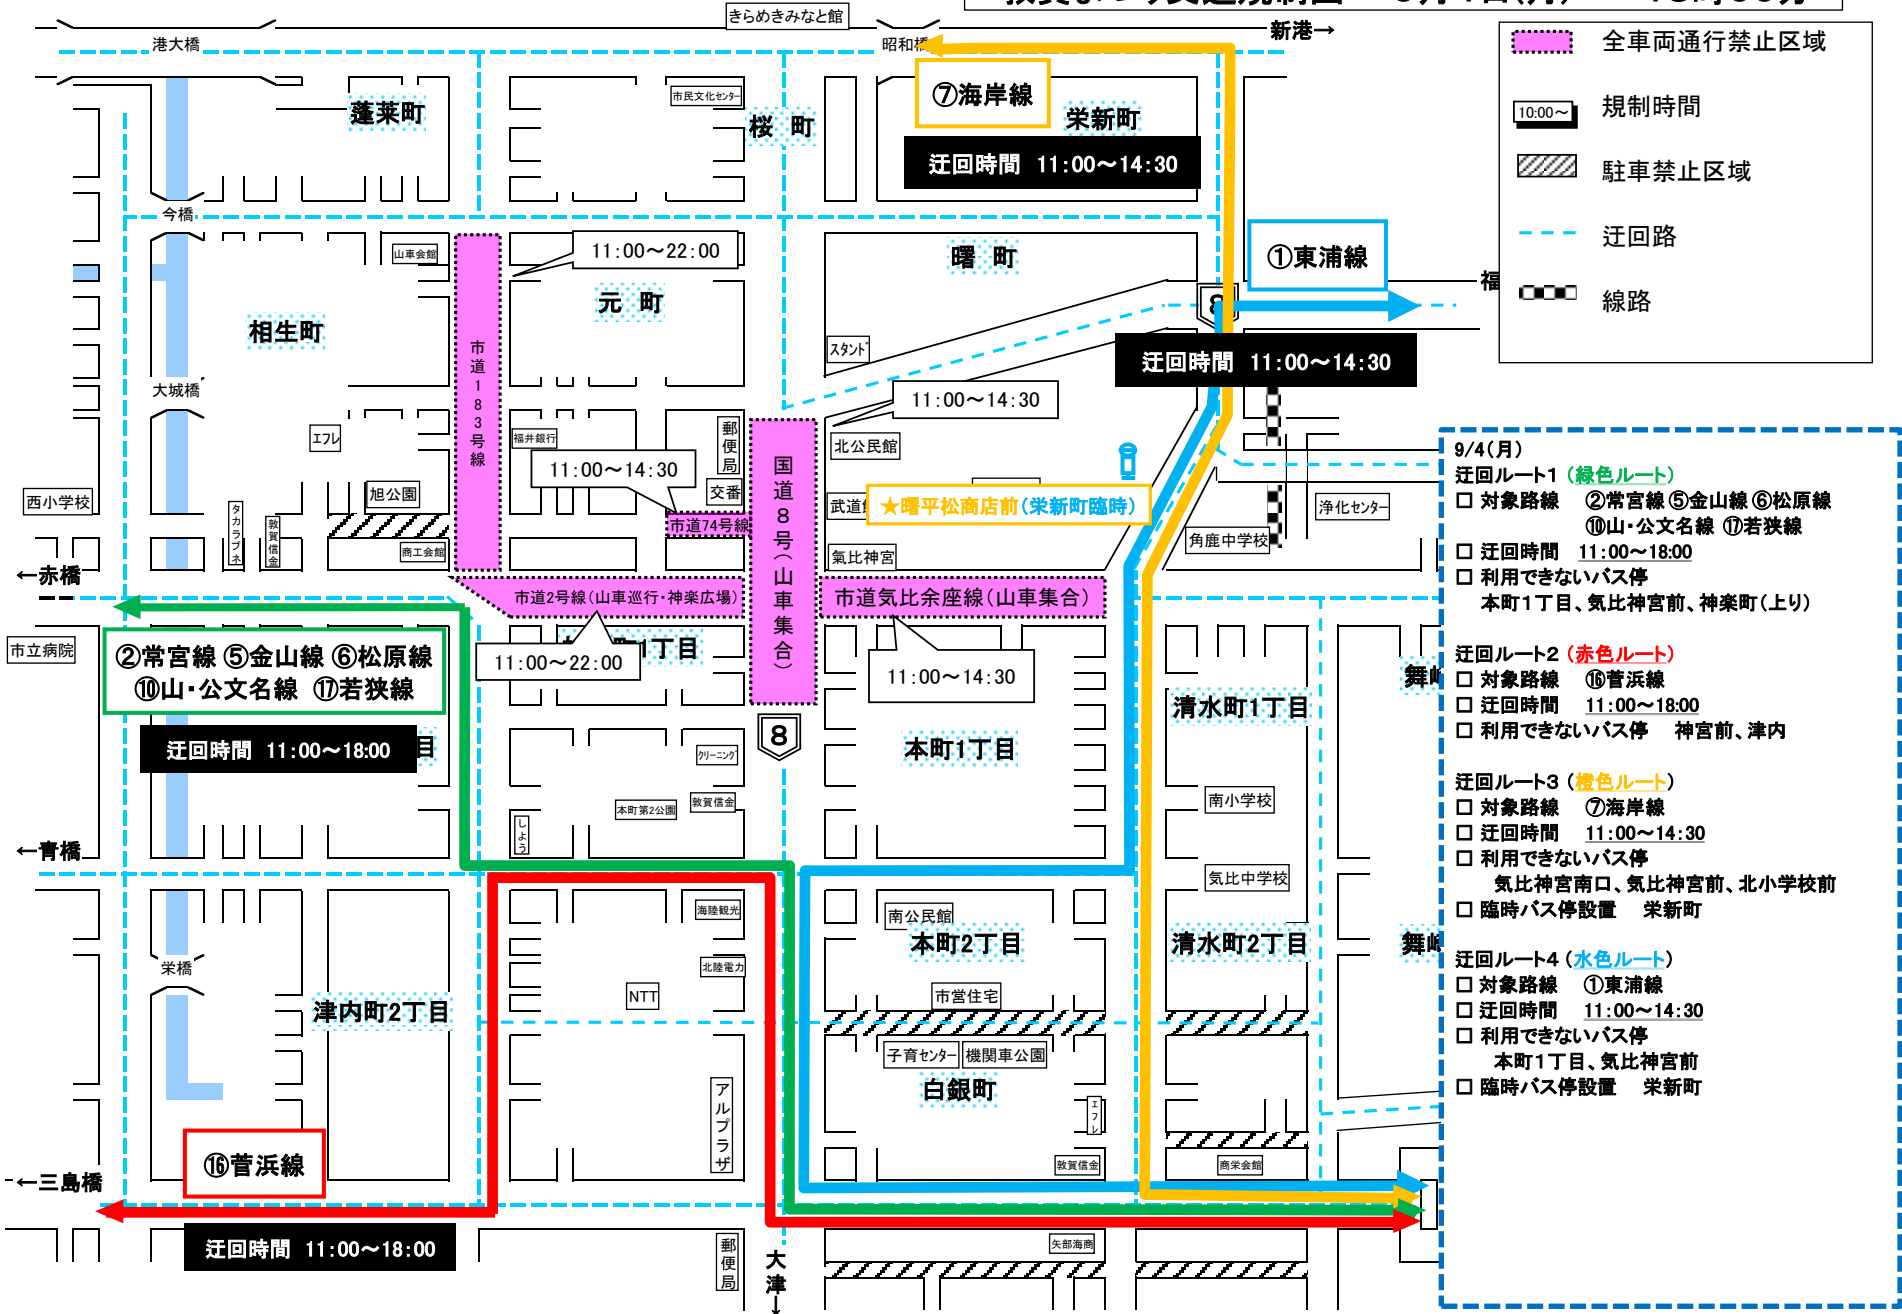 きらめきみなと館
新港→
港大橋
昭和橋
全車両通行禁止区域
10:00～
規制時間
駐車禁止区域
迂回路
線路
⑦海岸線
迂回時間 11:00～14:30
蓬莱町
市民文化センター
桜 町
栄新町
今橋
山車会館
11:00～22:00
元 町
曙 町
①東浦線
8
福
迂回時間 11:00～14:30
相生町
市道183号線
スタンド
大城橋
11:00～14:30
エフレ
福井銀行
郵便局
北公民館
11:00～14:30
国道8号(山車集合)
旭公園
交番
武道
★曙平松商店前(栄新町臨時)
西小学校
タカラブネ
敦賀信金
市道74号線
浄化センター
商工会館
氣比神宮
角鹿中学校
←赤橋
市道2号線(山車巡行・神楽広場)
市道気比余座線(山車集合)
市立病院
②常宮線 ⑤金山線 ⑥松原線
⑩山・公文名線 ⑰若狭線
1丁目
11:00～22:00
11:00～14:30
迂回時間 11:00～18:00
目
8
清水町1丁目
舞
本町1丁目
クリーニング
本町第2公園
敦賀信金
しよう
南小学校
←青橋
気比中学校
海陸観光
南公民館
本町2丁目
清水町2丁目
舞
栄橋
北陸電力
NTT
市営住宅
津内町2丁目
子育センター
機関車公園
白銀町
アルプラザ
エフレ
⑯菅浜線
敦賀信金
商栄会館
←三島橋
迂回時間 11:00～18:00
郵便局
大津↓
矢部海商
9/4(月)
迂回ルート1 (緑色ルート)
□ 対象路線 ②常宮線 ⑤金山線 ⑥松原線
⑩山・公文名線 ⑰若狭線
□ 迂回時間 11:00～18:00
□ 利用できないバス停
本町1丁目、気比神宮前、神楽町(上り)
迂回ルート2 (赤色ルート)
□ 対象路線 ⑯菅浜線
□ 迂回時間 11:00～18:00
□ 利用できないバス停 神宮前、津内
迂回ルート3 (橙色ルート)
□ 対象路線 ⑦海岸線
□ 迂回時間 11:00～14:30
□ 利用できないバス停
気比神宮南口、気比神宮前、北小学校前
□ 臨時バス停設置 栄新町
迂回ルート4 (水色ルート)
□ 対象路線 ①東浦線
□ 迂回時間 11:00～14:30
□ 利用できないバス停
本町1丁目、気比神宮前
□ 臨時バス停設置 栄新町